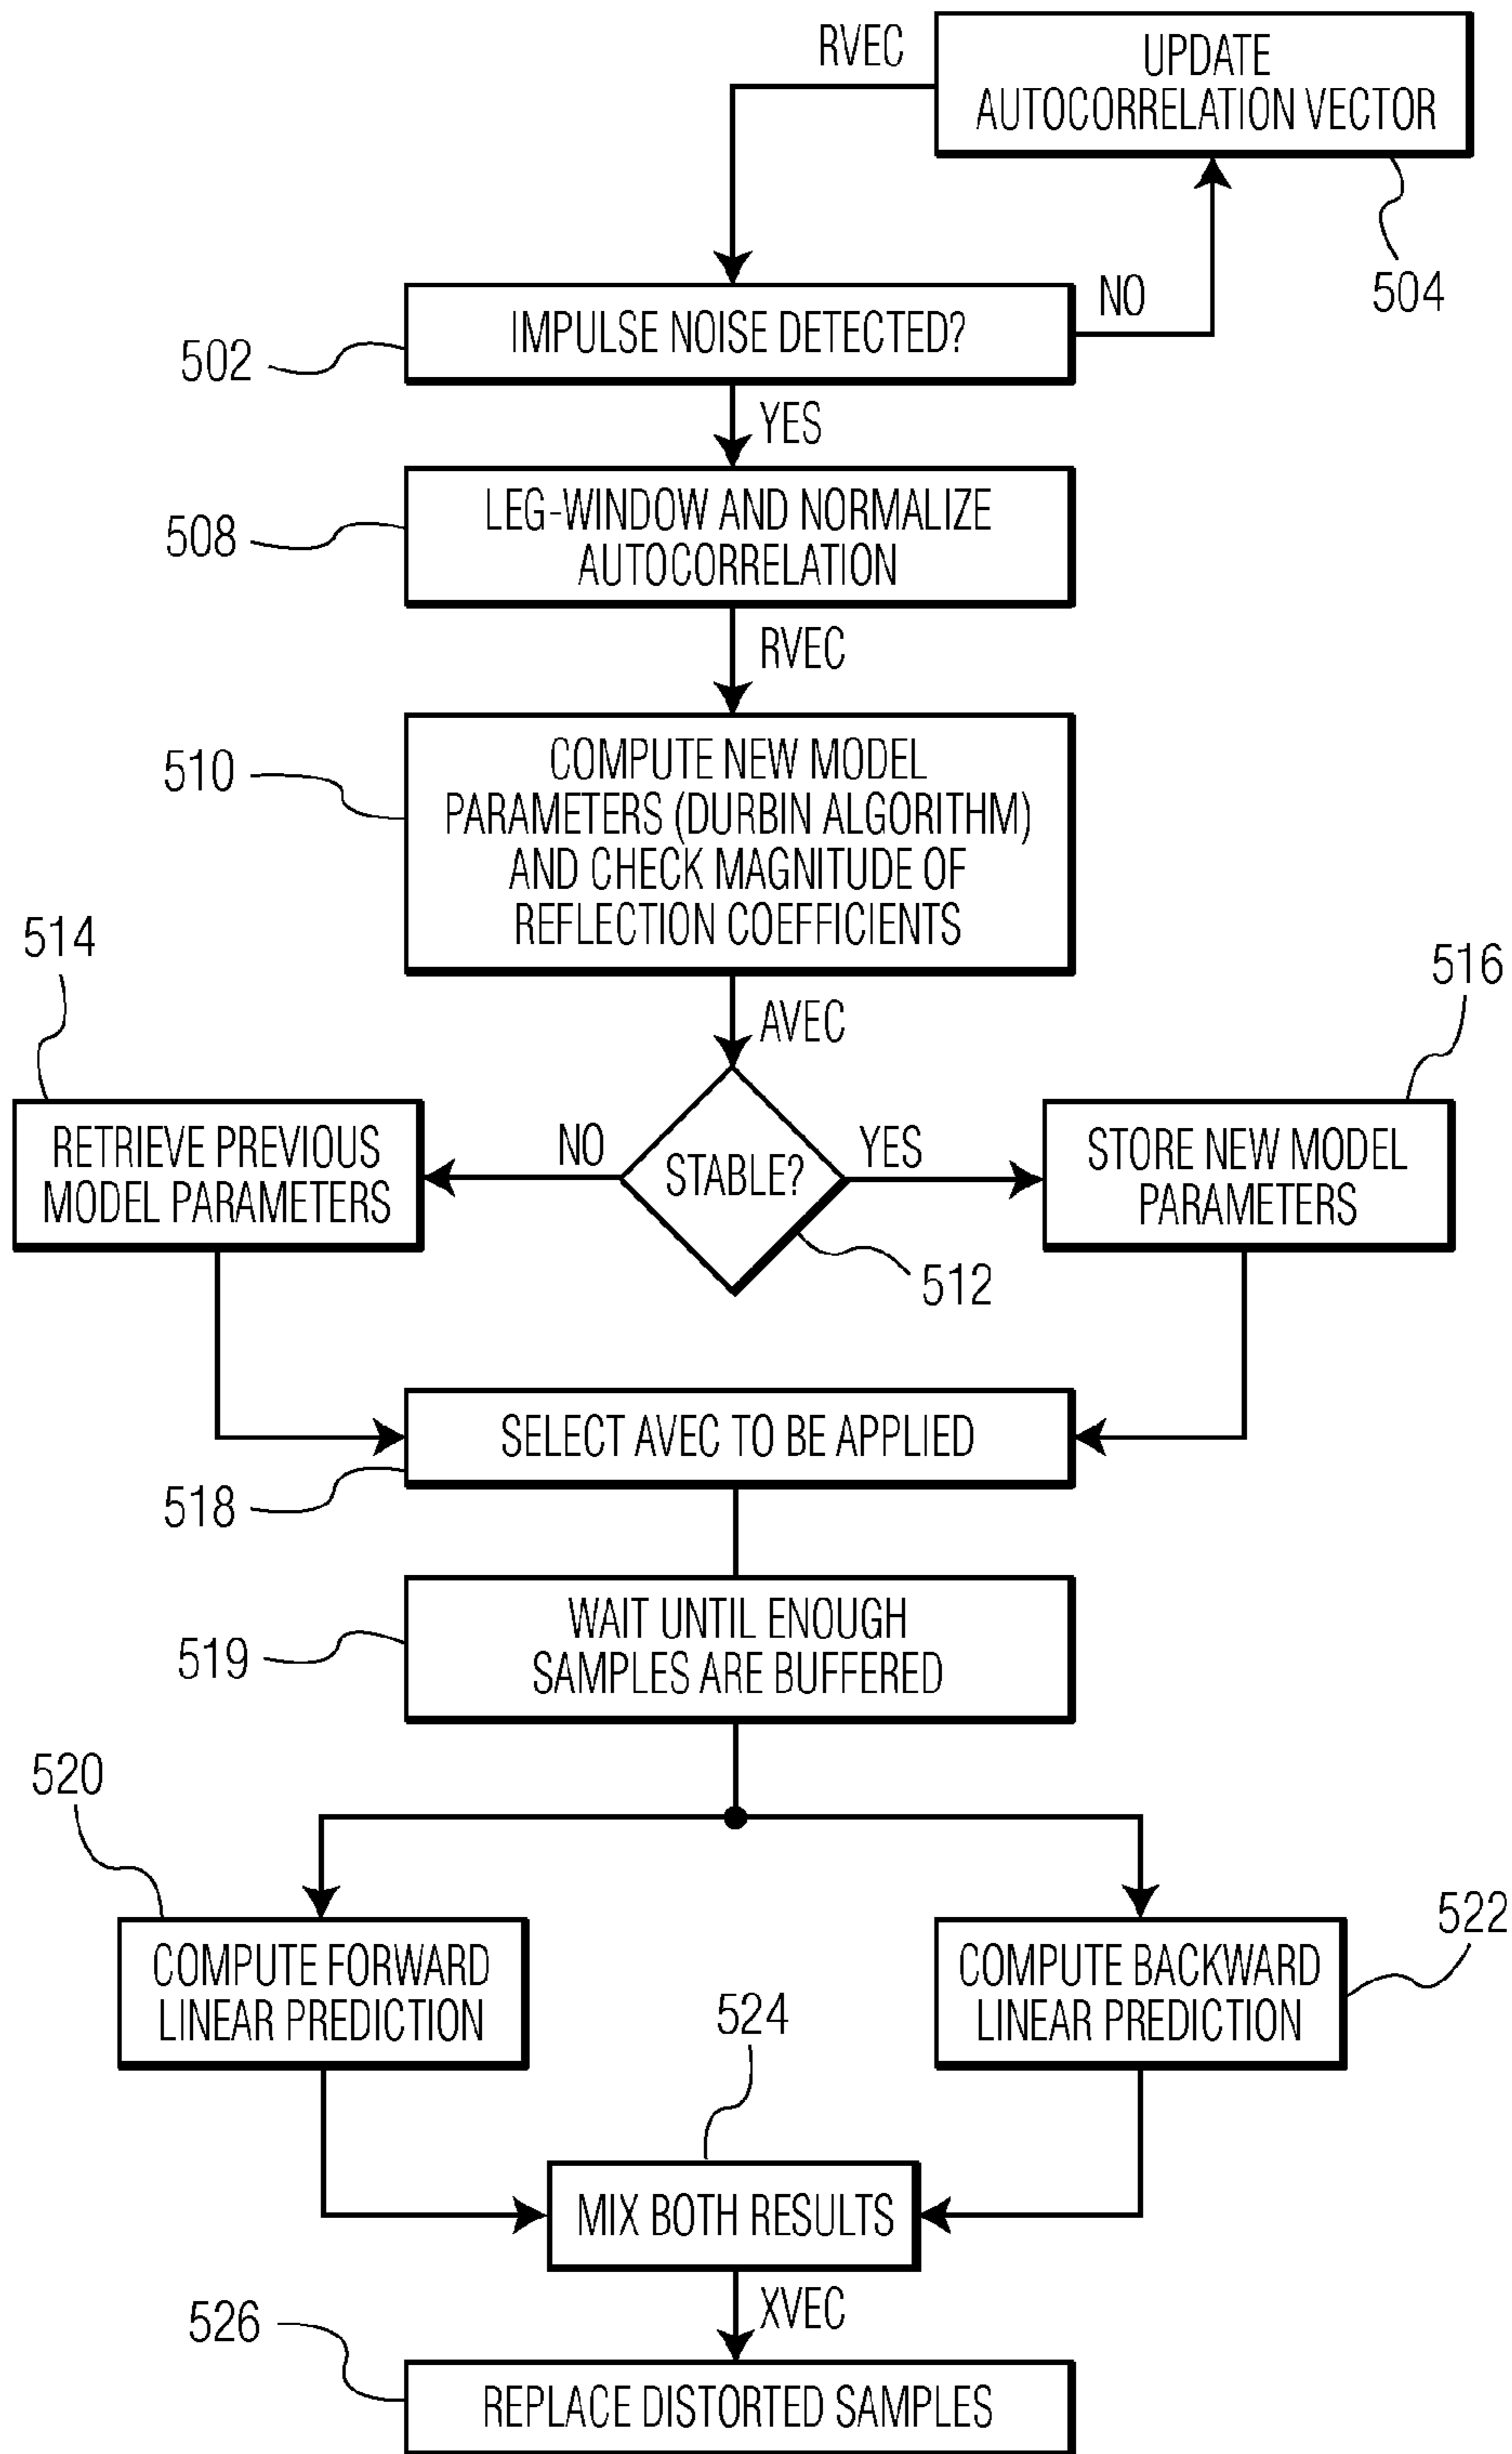 RVEC
UPDATE
AUTOCORRELATION VECTOR
504
IMPULSE NOISE DETECTED?
NO
502
YES
LEG-WINDOW AND NORMALIZE
AUTOCORRELATION
508
RVEC
COMPUTE NEW MODEL
PARAMETERS (DURBIN ALGORITHM)
AND CHECK MAGNITUDE OF
REFLECTION COEFFICIENTS
510
514
516
AVEC
RETRIEVE PREVIOUS
MODEL PARAMETERS
NO
STABLE?
YES
STORE NEW MODEL
PARAMETERS
512
SELECT AVEC TO BE APPLIED
518
WAIT UNTIL ENOUGH
SAMPLES ARE BUFFERED
519
520
COMPUTE FORWARD
LINEAR PREDICTION
COMPUTE BACKWARD
LINEAR PREDICTION
522
524
MIX BOTH RESULTS
XVEC
526
REPLACE DISTORTED SAMPLES